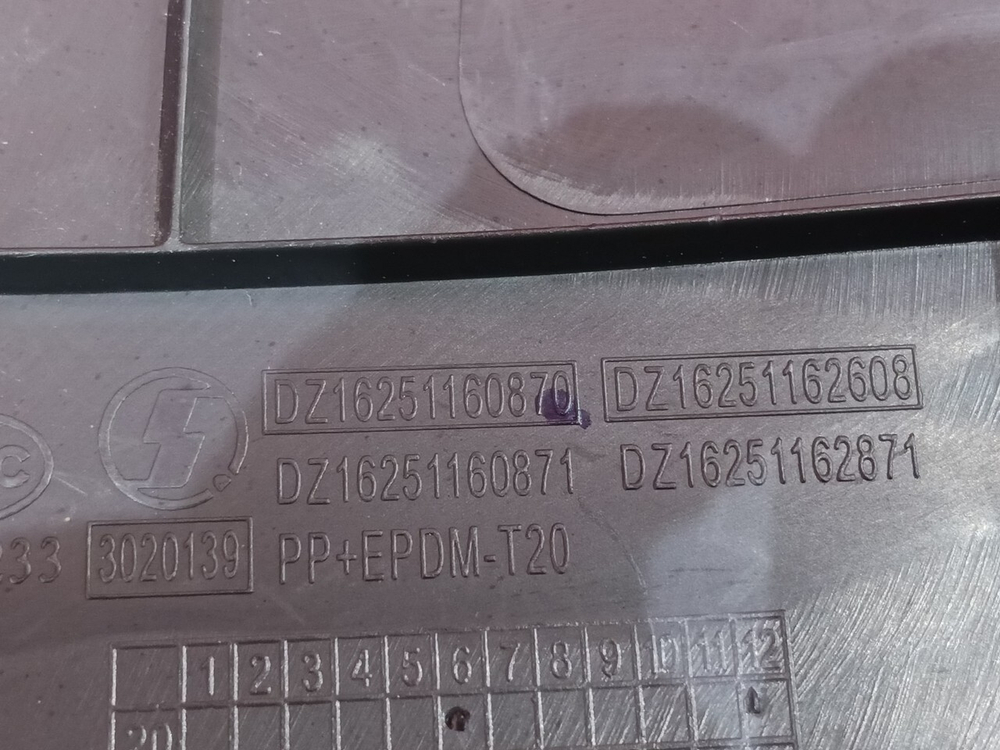 DZ16251160870 DZ16251162608
DZ16251160871 DZ16251162871
C
233 3020139 PP+EPDM-T20
1 2 3 4 5 6 7 8 9 10 11 12
20